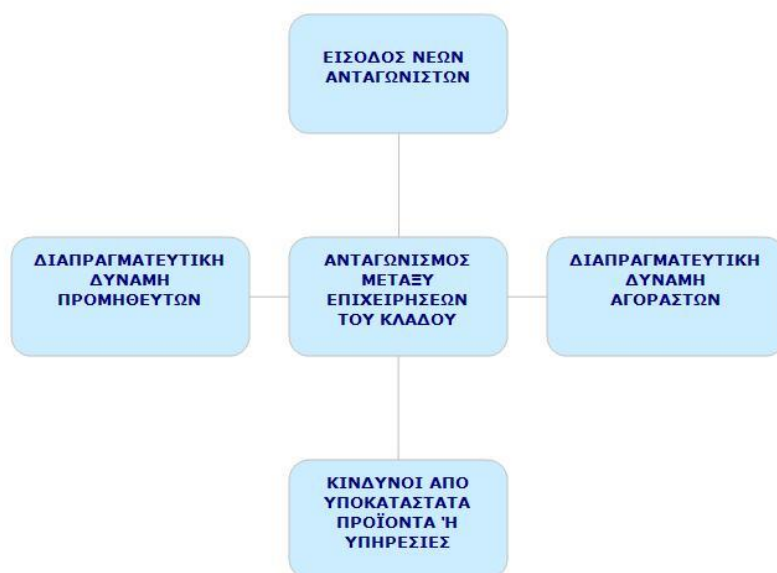 ΕΙΣΟΔΟΣ ΝΕΩΝ
ΑΝΤΑΓΩΝΙΣΤΩΝ
ΔΙΑΠΡΑΓΜΑΤΕΥΤΙΚΗ
ΔΥΝΑΜΗ
ΠΡΟΜΗΘΕΥΤΩΝ
ΑΝΤΑΓΩΝΙΣΜΟΣ
ΜΕΤΑΞΥ
ΕΠΙΧΕΙΡΗΣΕΩΝ
ΤΟΥ ΚΛΑΔΟΥ
ΔΙΑΠΡΑΓΜΑΤΕΥΤΙΚΗ
ΔΥΝΑΜΗ
ΑΓΟΡΑΣΤΩΝ
ΚΙΝΔΥΝΟΙ ΑΠΟ
ΥΠΟΚΑΤΑΣΤΑΤΑ
ΠΡΟΪΟΝΤΑ Ή
ΥΠΗΡΕΣΙΕΣ